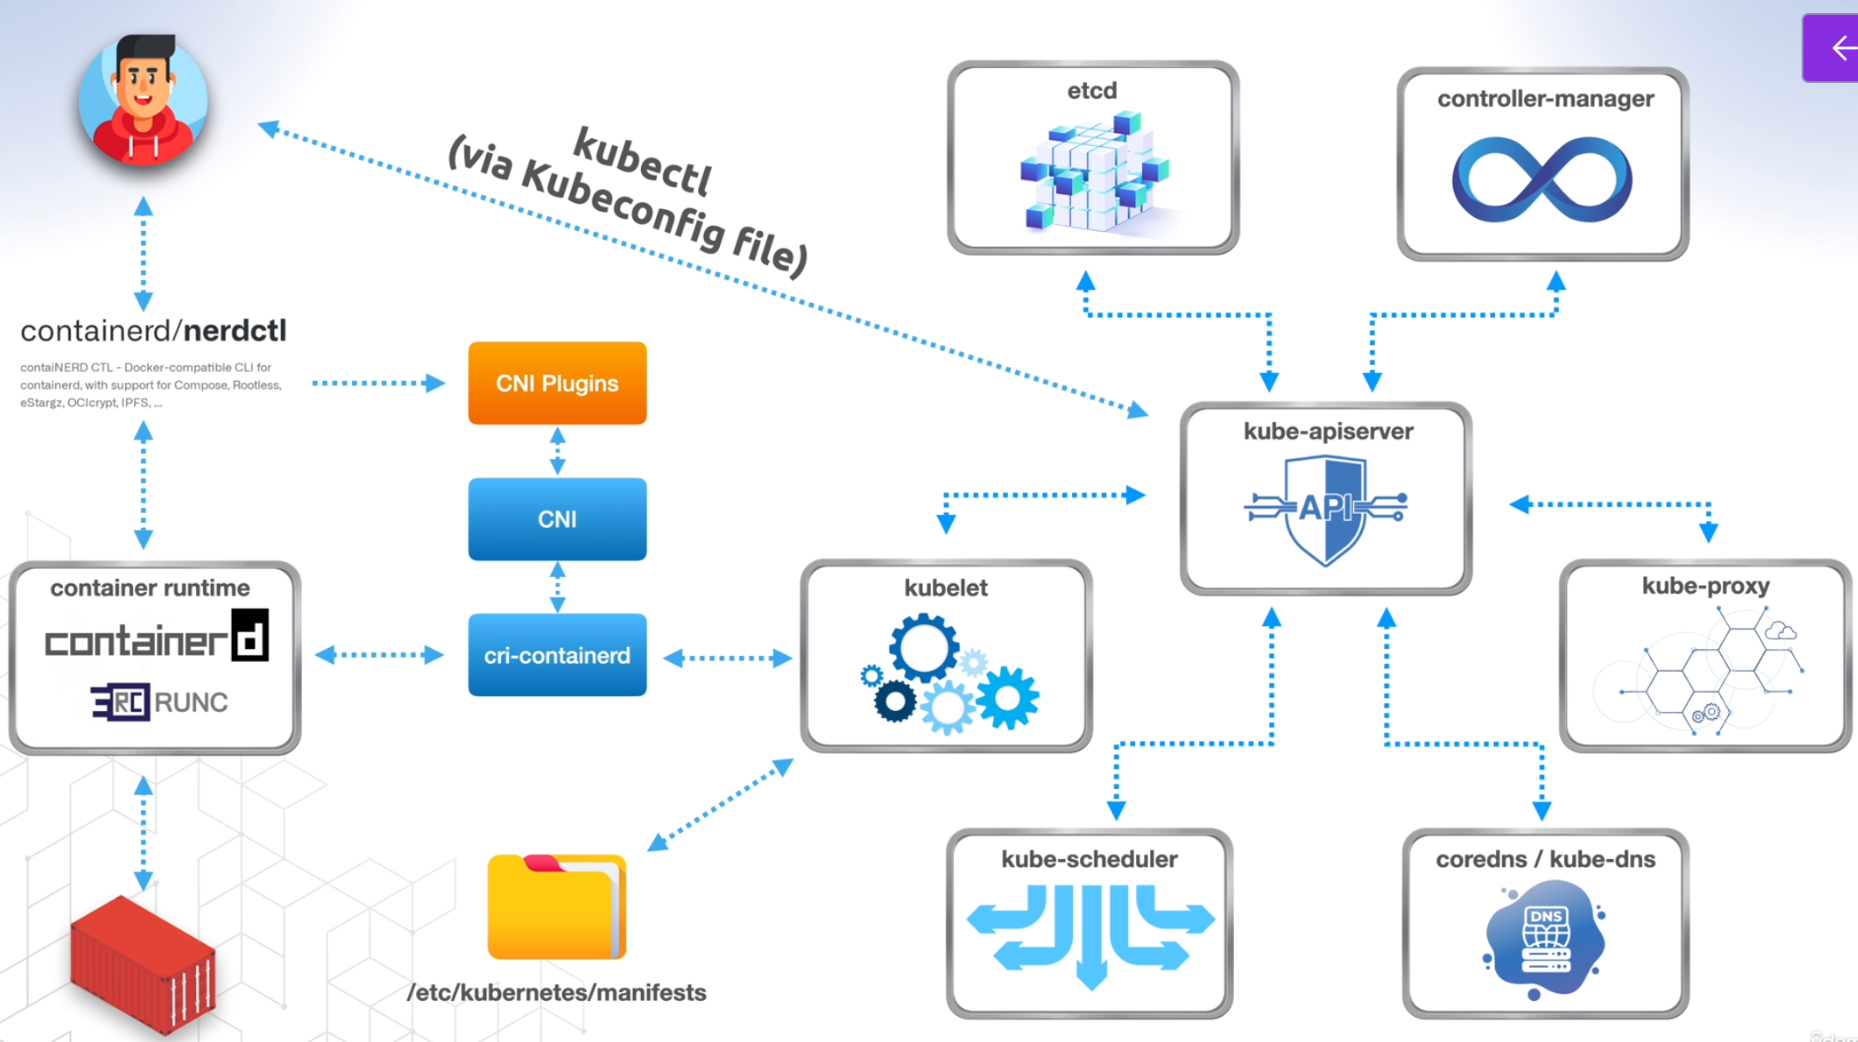 kubectl
(via Kubeconfig file)
etcd
controller-manager
containerd/nerdctl
contaiNERD CTL - Docker-compatible CLI for
containerd, with support for Compose, Rootless,
eStargz, OCIcrypt, IPFS, ...
CNI Plugins
CNI
cri-containerd
kube-apiserver
API
container runtime
containerd
RC RUNC
kubelet
kube-proxy
/etc/kubernetes/manifests
kube-scheduler
coredns / kube-dns
DNS